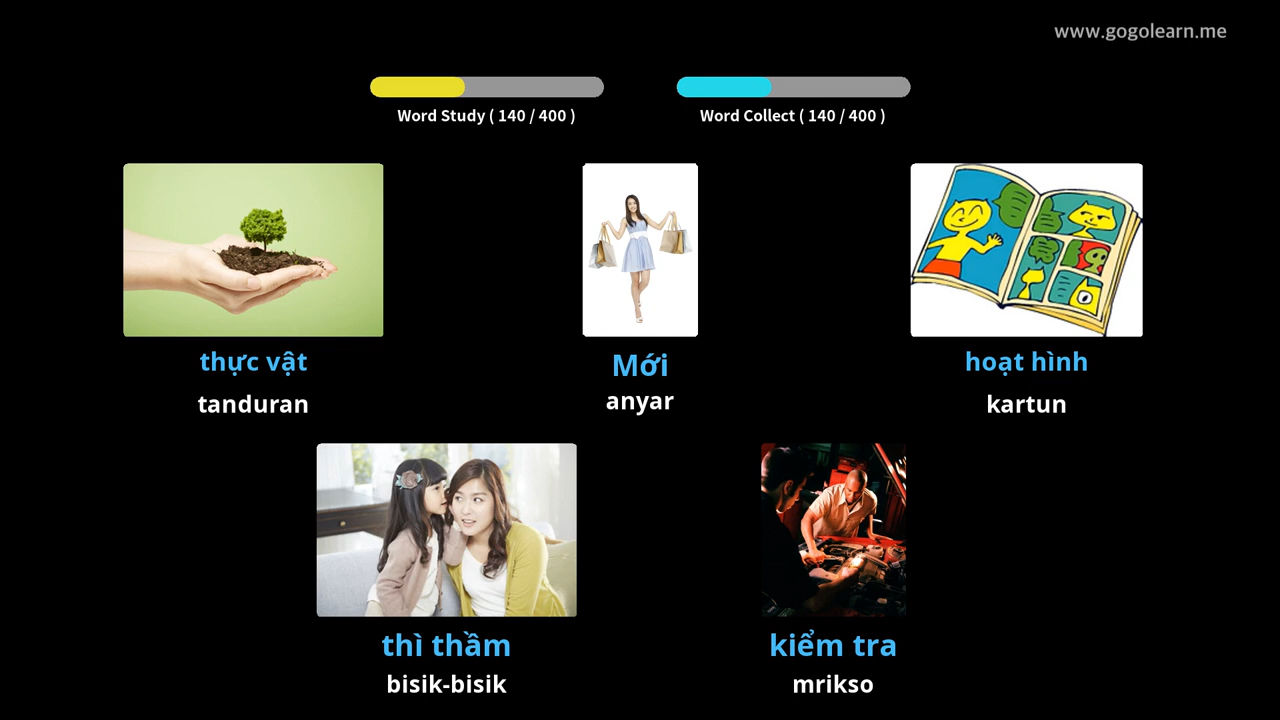 www.gogolearn.me
Word Study ( 140 / 400 )
Word Collect ( 140 / 400 )
thực vật
tanduran
Mới
anyar
hoạt hình
kartun
thì thầm
bisik-bisik
kiểm tra
mrikso